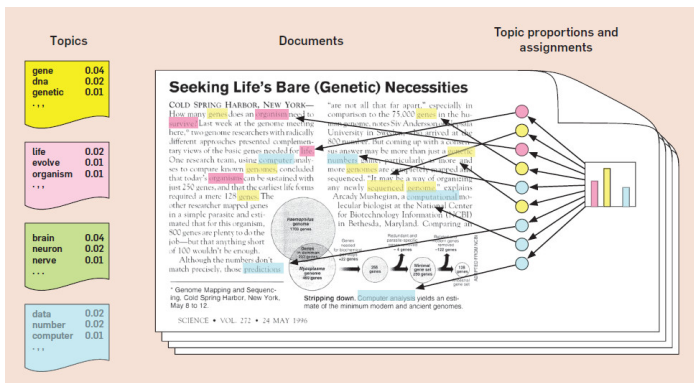 Topics
Documents
Topic proportions and
assignments
gene 0.04
dna 0.02
genetic 0.01
. , ,
life 0.02
evolve 0.01
organism 0.01
. , ,
brain 0.04
neuron 0.02
nerve 0.01
. . .
data 0.02
number 0.02
computer 0.01
. , ,
Seeking Life's Bare (Genetic) Necessities
COLD SPRING HARBOR, NEW YORK—
How many genes does an organism need to
survive? Last week at the genome meeting
here,* two genome researchers with radically
different approaches presented complemen-
tary views of the basic genes needed for life.
One research team, using computer analy-
ses to compare known genomes, concluded
that today's organisms can be sustained with
just 250 genes, and that the earliest life forms
required a mere 128 genes. The
other researcher mapped genes
in a simple parasite and esti-
mated that for this organism,
800 genes are plenty to do the
job—but that anything short
of 100 wouldn't be enough.
Although the numbers don't
match precisely, those predictions
* Genome Mapping and Sequenc-
ing, Cold Spring Harbor, New York,
May 8 to 12.
"are not all that far apart," especially in
comparison to the 75,000 genes in the hu-
man genome, notes Siv Andersson
University in Sweden, who arrived at the
800 number. But coming up with a consen-
sus answer may be more than just a genetic
numbers game, particularly as more and
more genomes are completely mapped and
sequenced. "It may be a way of organizing
any newly sequenced genome," explains
Arcady Mushegian, a computational mo-
lecular biologist at the National Center
for Biotechnology Information (NCBI)
in Bethesda, Maryland. Comparing an
Haemophilus
genome
1703 genes
Mycoplasma
genome
Minimal
gene set
250 genes
Stripping down. Computer analysis yields an esti-
mate of the minimum modern and ancient genomes.
SCIENCE • VOL. 272 • 24 MAY 1996